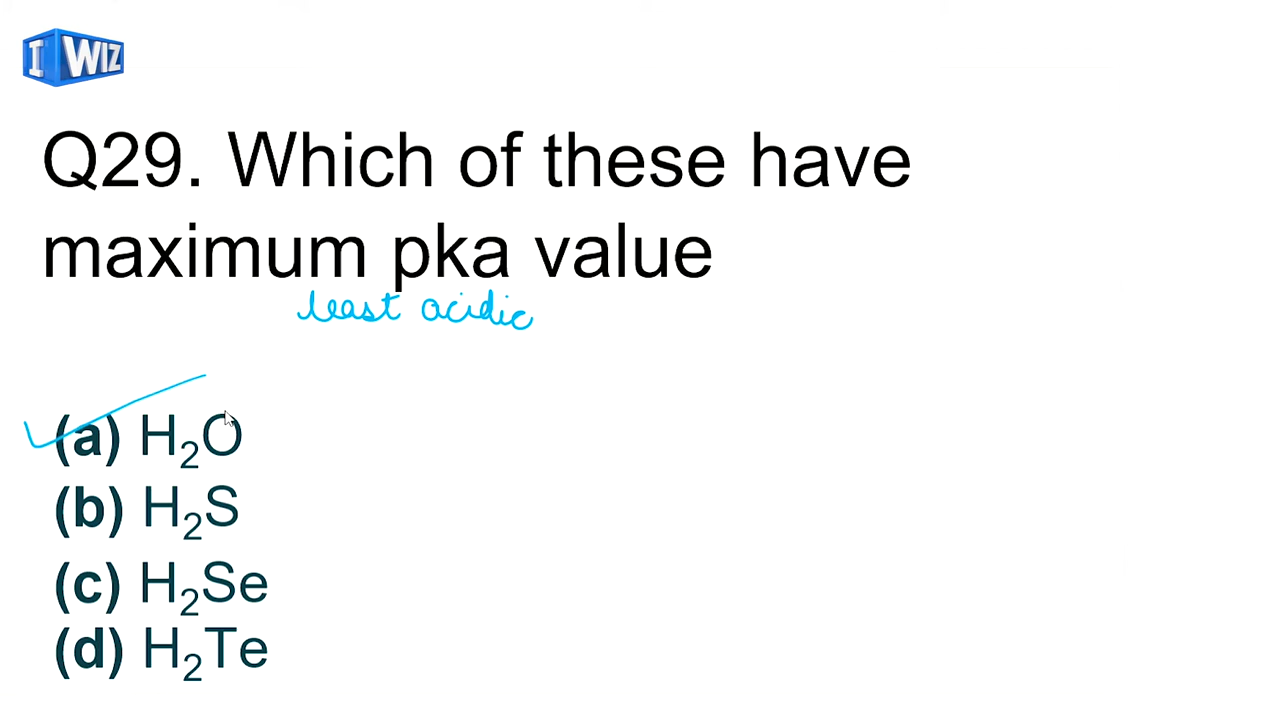 I WIZ
Q29. Which of these have
maximum pka value
least acidic
(a) H₂O
(b) H₂S
(c) H₂Se
(d) H₂Te